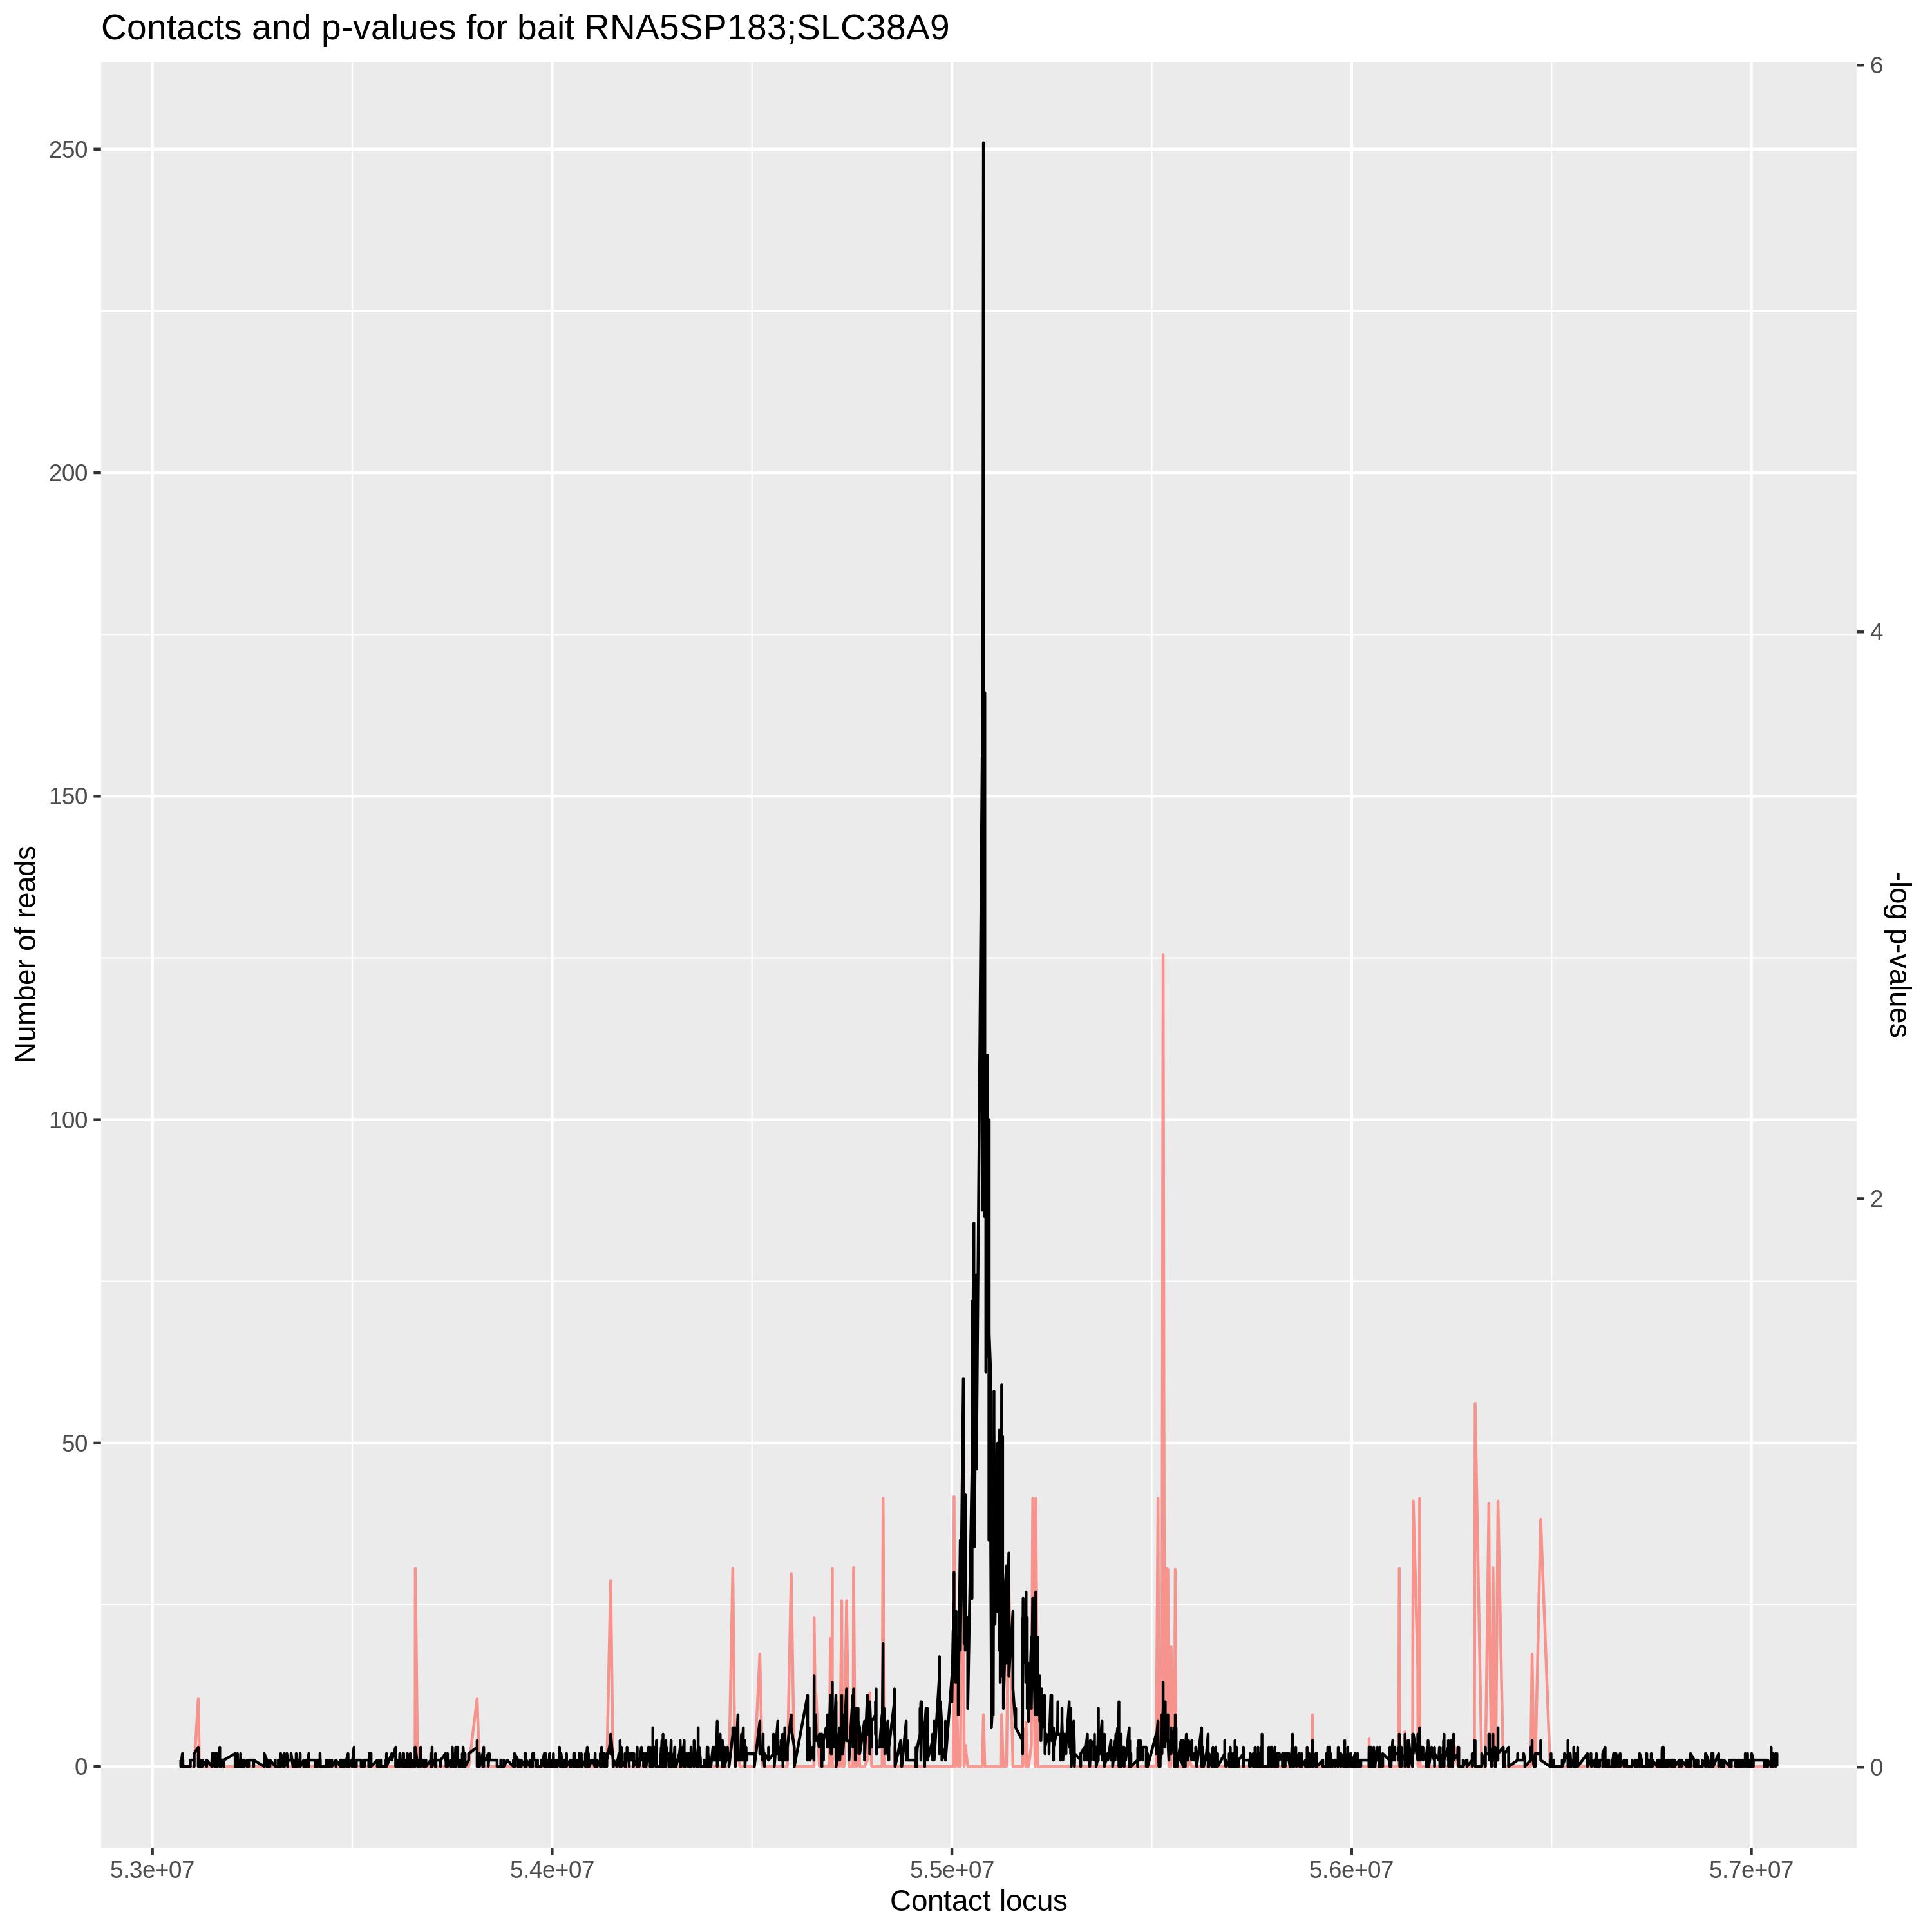 Contacts and p-values for bait RNA5SP183;SLC38A9
Number of reads
250
200
150
100
50
0
6
4
2
0
-log p-values
5.3e+07 5.4e+07 5.5e+07 5.6e+07 5.7e+07
Contact locus